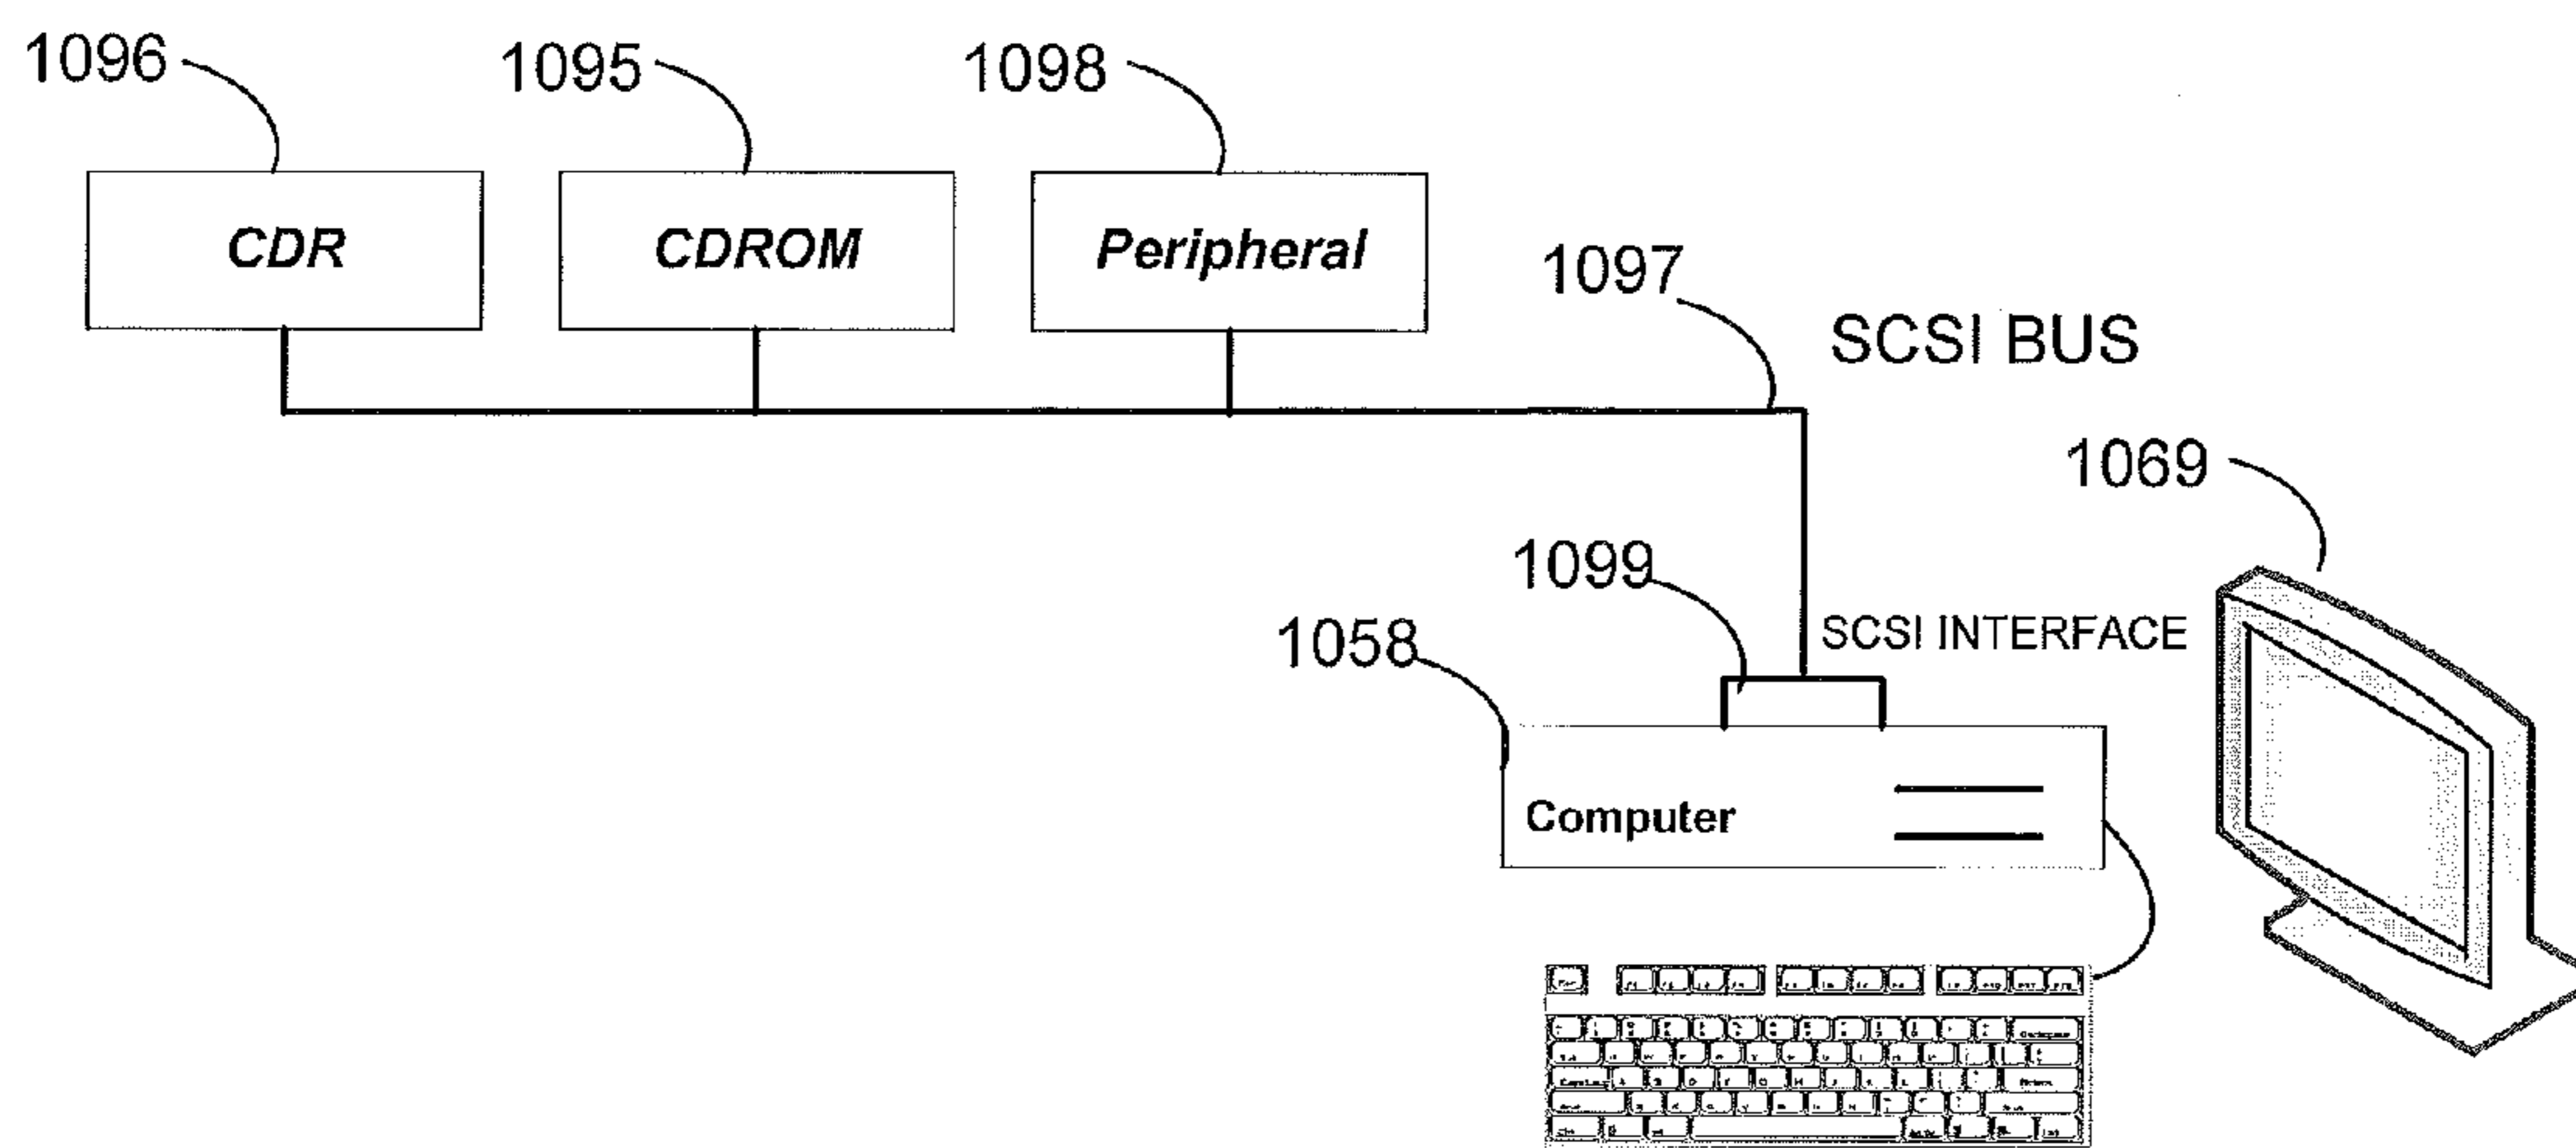 1096
1095
1098
CDR
CDROM
Peripheral
1097
SCSI BUS
1069
1099
SCSI INTERFACE
1058
Computer